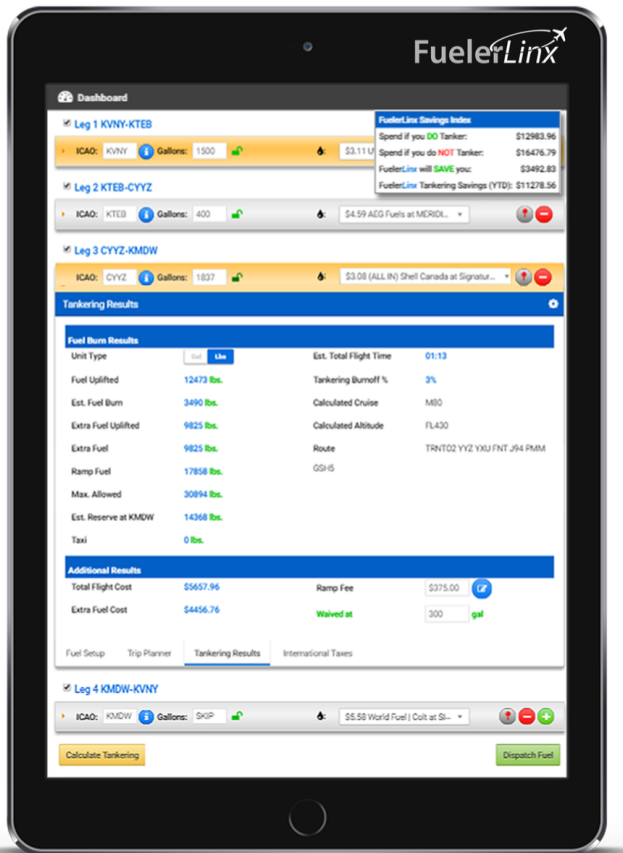 FuelerLinx
Dashboard
FuelerLinx Savings Index
Spend if you DO Tanker: $12983.96
Spend if you do NOT Tanker: $16476.79
FuelerLinx will SAVE you: $3492.83
FuelerLinx Tankering Savings (YTD): $11278.56
Leg 1 KVNY-KTEB
ICAO: KVNY Gallons: 1500 $3.11
Leg 2 KTEB-CYYZ
ICAO: KTEB Gallons: 400 $4.59 AEG Fuels at MERIDI...
Leg 3 CYYZ-KMDW
ICAO: CYYZ Gallons: 1837 $3.08 (ALL IN) Shell Canada at Signatur...
Tankering Results
Fuel Burn Results
Unit Type Gal Lbs Est. Total Flight Time 01:13
Fuel Uplifted 12473 lbs. Tankering Burnoff % 3%
Est. Fuel Burn 3490 lbs. Calculated Cruise M80
Extra Fuel Uplifted 9825 lbs. Calculated Altitude FL430
Extra Fuel 9825 lbs. Route TRNTO2 YYZ YXU FNT J94 PMM
Ramp Fuel 17858 lbs. GSH5
Max. Allowed 30894 lbs.
Est. Reserve at KMDW 14368 lbs.
Taxi 0 lbs.
Additional Results
Total Flight Cost $5657.96 Ramp Fee $375.00
Extra Fuel Cost $4456.76 Waived at 300 gal
Fuel Setup Trip Planner Tankering Results International Taxes
Leg 4 KMDW-KVNY
ICAO: KMDW Gallons: SKIP $5.58 World Fuel | Colt at SI...
Calculate Tankering Dispatch Fuel